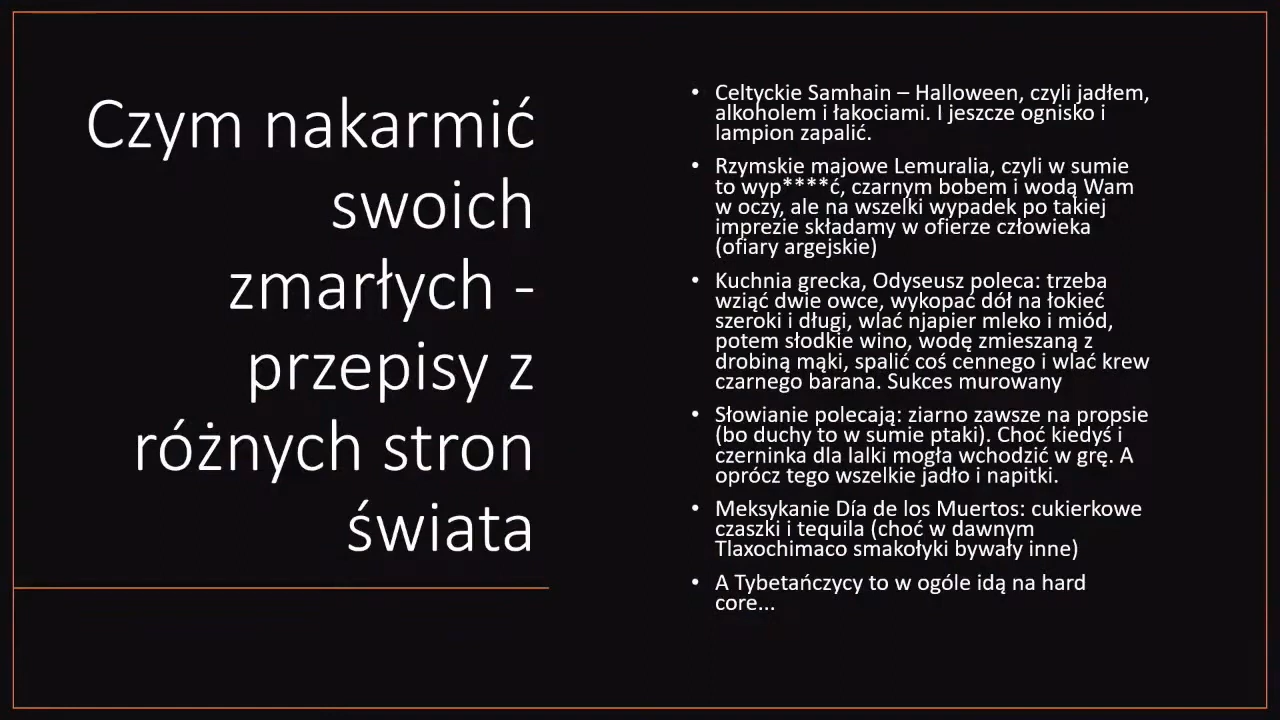 Czym nakarmić
swoich
zmarłych -
przepisy z
różnych stron
świata
• Celtyckie Samhain – Halloween, czyli jadłem,
alkoholem i łakociami. I jeszcze ognisko i
lampion zapalić.
• Rzymskie majowe Lemuralia, czyli w sumie
to wyp****ć, czarnym bobem i wodą Wam
w oczy, ale na wszelki wypadek po takiej
imprezie składamy w ofierze człowieka
(ofiary argejskie)
• Kuchnia grecka, Odyseusz poleca: trzeba
wziąć dwie owce, wykopać dół na łokieć
szeroki i długi, wlać njapier mleko i miód,
potem słodkie wino, wodę zmieszaną z
drobiną mąki, spalić coś cennego i wlać krew
czarnego barana. Sukces murowany
• Słowianie polecają: ziarno zawsze na propsie
(bo duchy to w sumie ptaki). Choć kiedyś i
czerninka dla lalki mogła wchodzić w grę. A
oprócz tego wszelkie jadło i napitki.
• Meksykanie Día de los Muertos: cukierkowe
czaszki i tequila (choć w dawnym
Tlaxochimaco smakołyki bywały inne)
• A Tybetańczycy to w ogóle idą na hard
core...